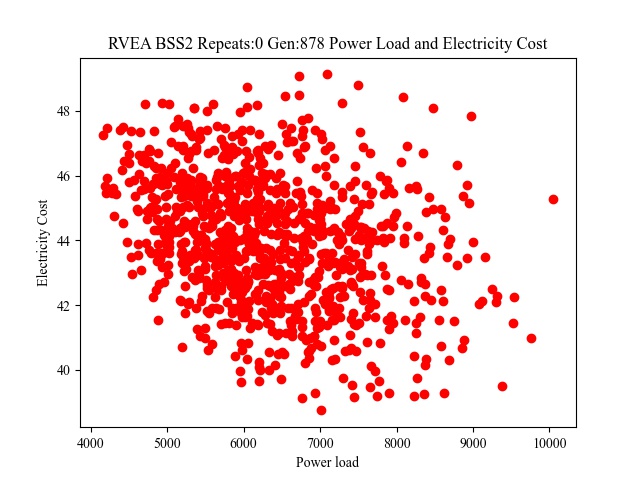 RVEA BSS2 Repeats:0 Gen:878 Power Load and Electricity Cost
Electricity Cost
48
46
44
42
40
4000 5000 6000 7000 8000 9000 10000
Power load